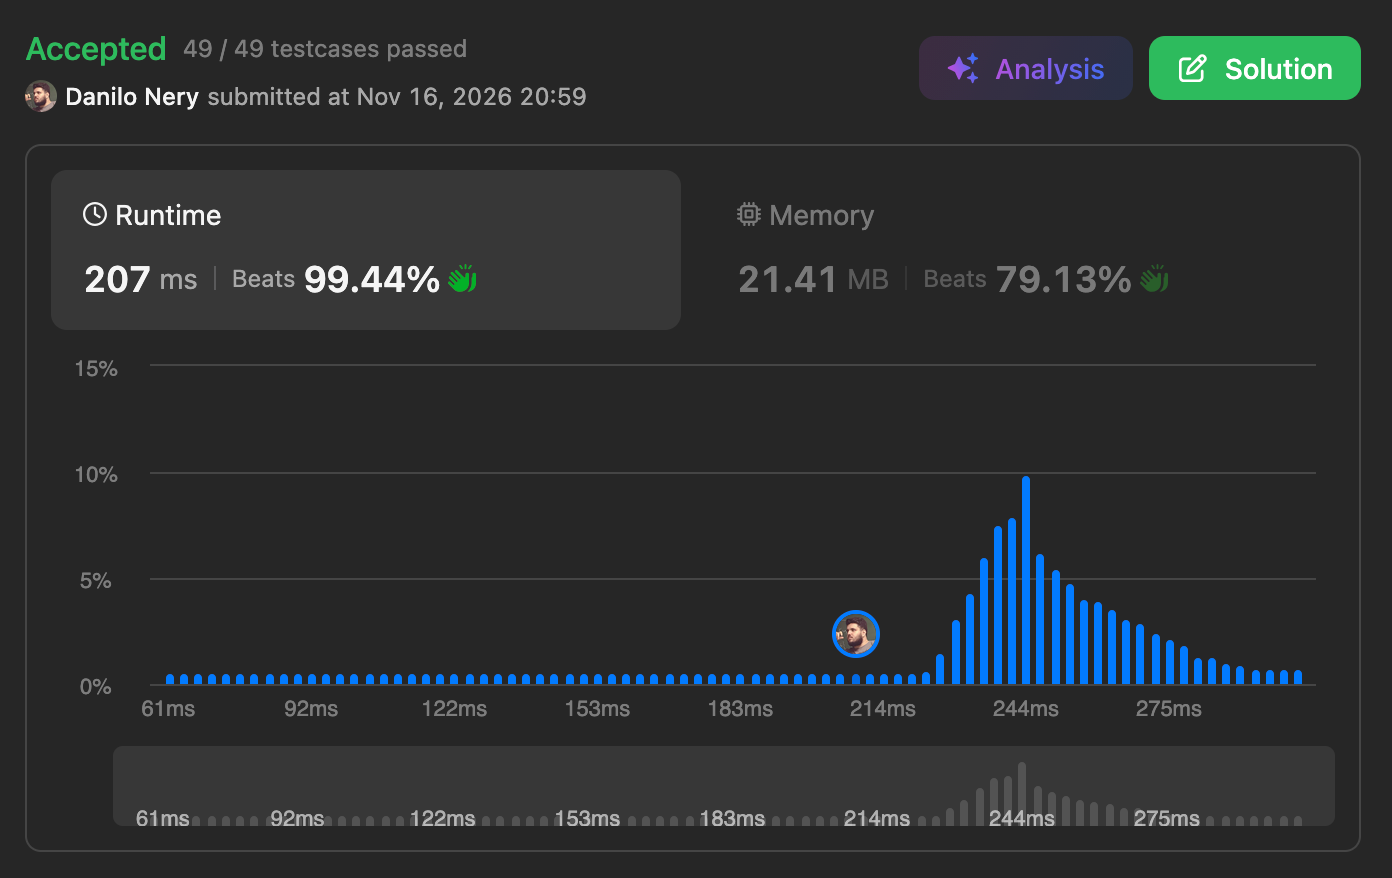 Accepted 49 / 49 testcases passed
Danilo Nery submitted at Nov 16, 2026 20:59
Analysis
Solution
Runtime
207 ms | Beats 99.44%
Memory
21.41 MB | Beats 79.13%
15%
10%
5%
0%
61ms 92ms 122ms 153ms 183ms 214ms 244ms 275ms
61ms 92ms 122ms 153ms 183ms 214ms 244ms 275ms